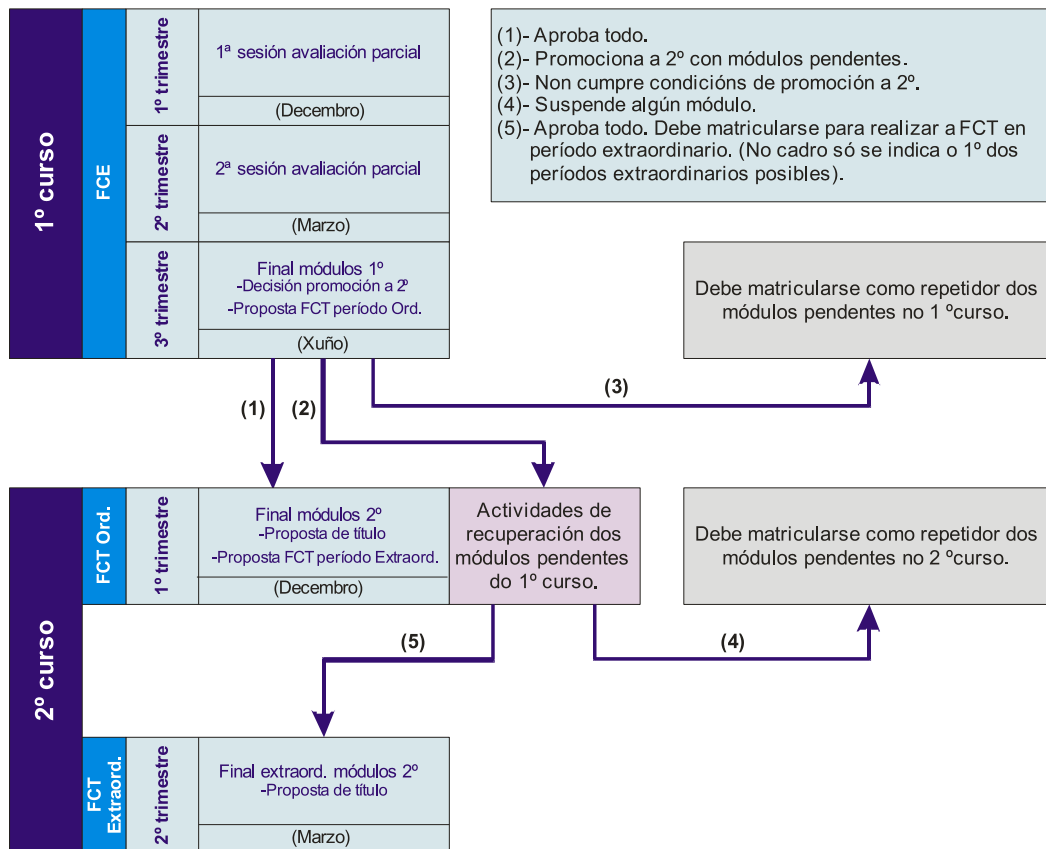 1º curso
FCE
1º trimestre
1ª sesión avaliación parcial
(Decembro)
2º trimestre
2ª sesión avaliación parcial
(Marzo)
3º trimestre
Final módulos 1º
-Decisión promoción a 2º
-Proposta FCT período Ord.
(Xuño)
(1)- Aproba todo.
(2)- Promociona a 2º con módulos pendentes.
(3)- Non cumpre condicións de promoción a 2º.
(4)- Suspende algún módulo.
(5)- Aproba todo. Debe matricularse para realizar a FCT en
período extraordinario. (No cadro só se indica o 1º dos
períodos extraordinarios posibles).
Debe matricularse como repetidor dos
módulos pendentes no 1 ºcurso.
(1)
(2)
(3)
2º curso
FCT Ord.
1º trimestre
Final módulos 2º
-Proposta de título
-Proposta FCT período Extraord.
(Decembro)
Actividades de
recuperación dos
módulos pendentes
do 1º curso.
Debe matricularse como repetidor dos
módulos pendentes no 2 ºcurso.
(5)
(4)
FCT
Extraord.
2º trimestre
Final extraord. módulos 2º
-Proposta de título
(Marzo)